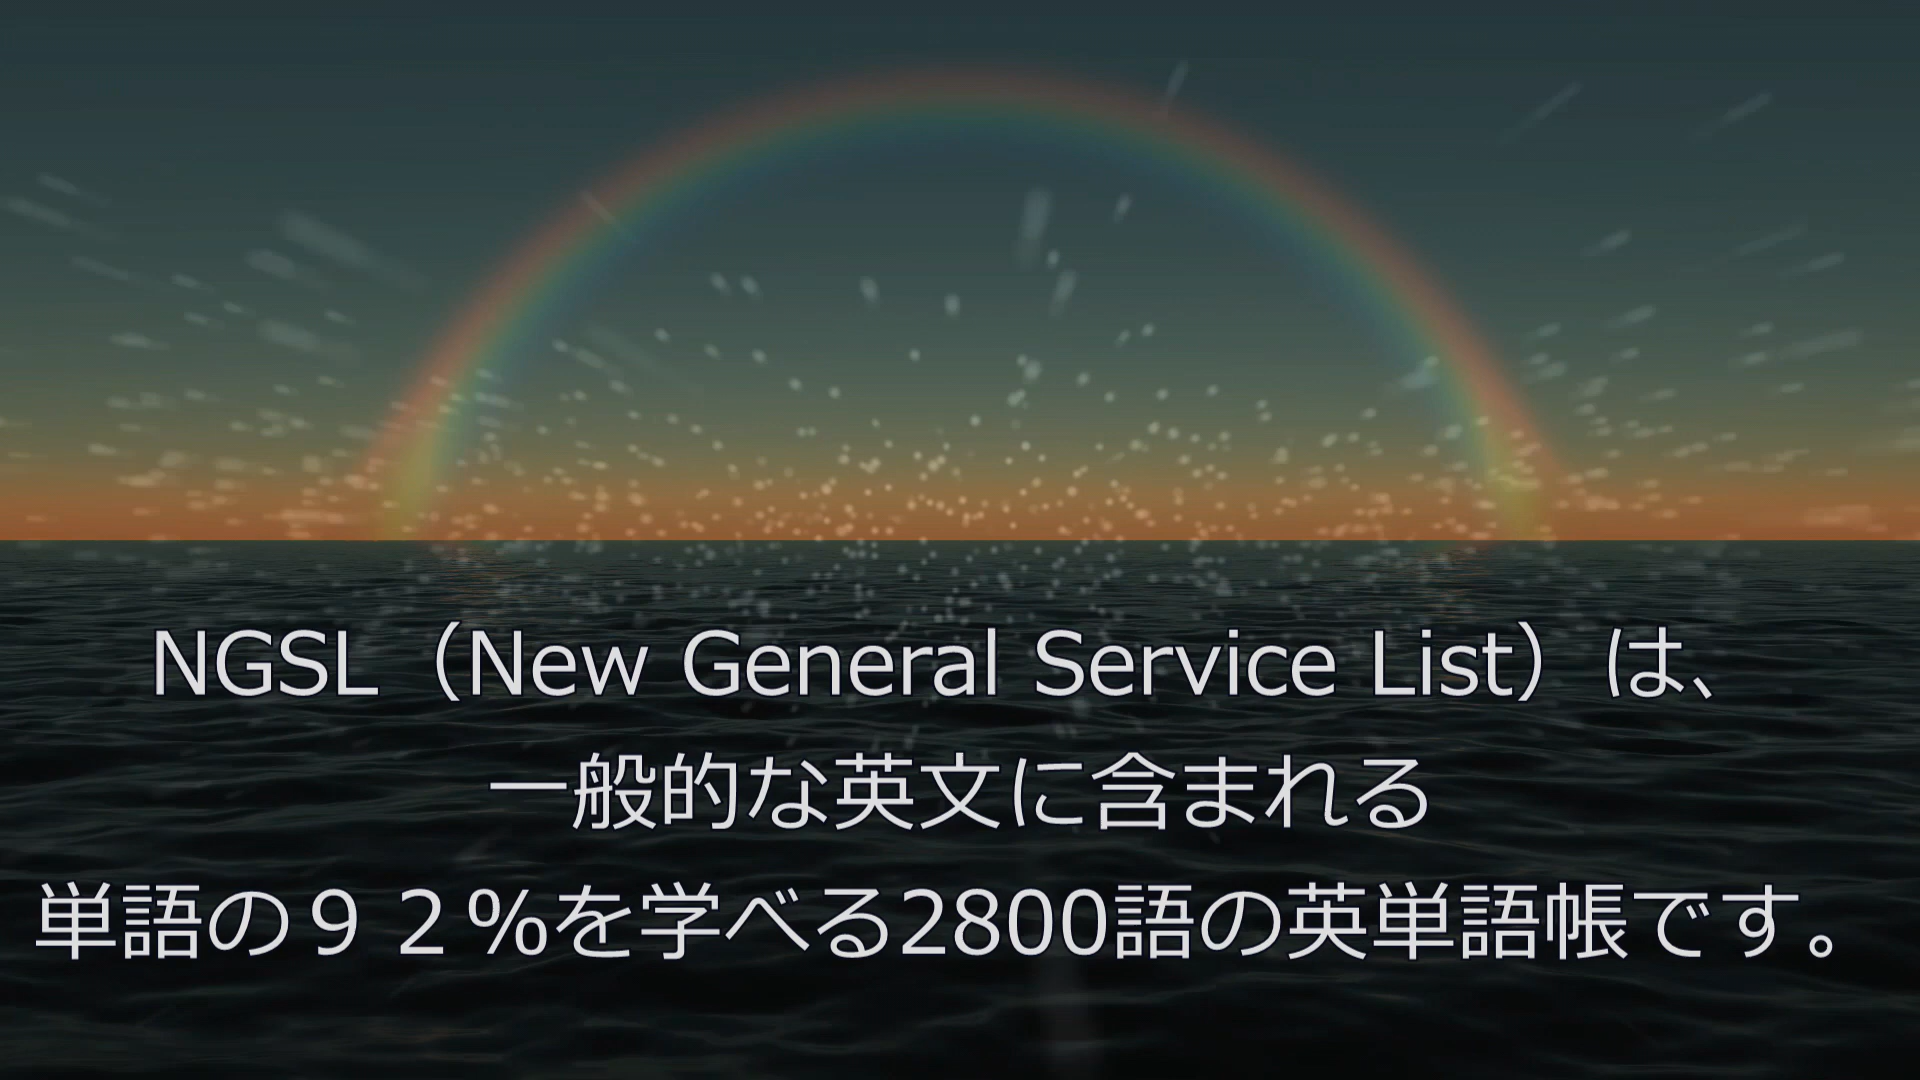 NGSL（New General Service List）は、
一般的な英文に含まれる
単語の９２％を学べる2800語の英単語帳です。